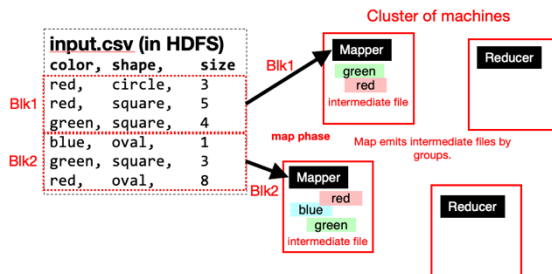 Cluster of machines
input.csv (in HDFS)
color, shape, size
Blk1
red, circle, 3
red, square, 5
green, square, 4
Blk2
blue, oval, 1
green, square, 3
red, oval, 8
Blk1
Mapper
green
red
intermediate file
Reducer
map phase
Map emits intermediate files by
groups.
Blk2
Mapper
red
blue
green
intermediate file
Reducer